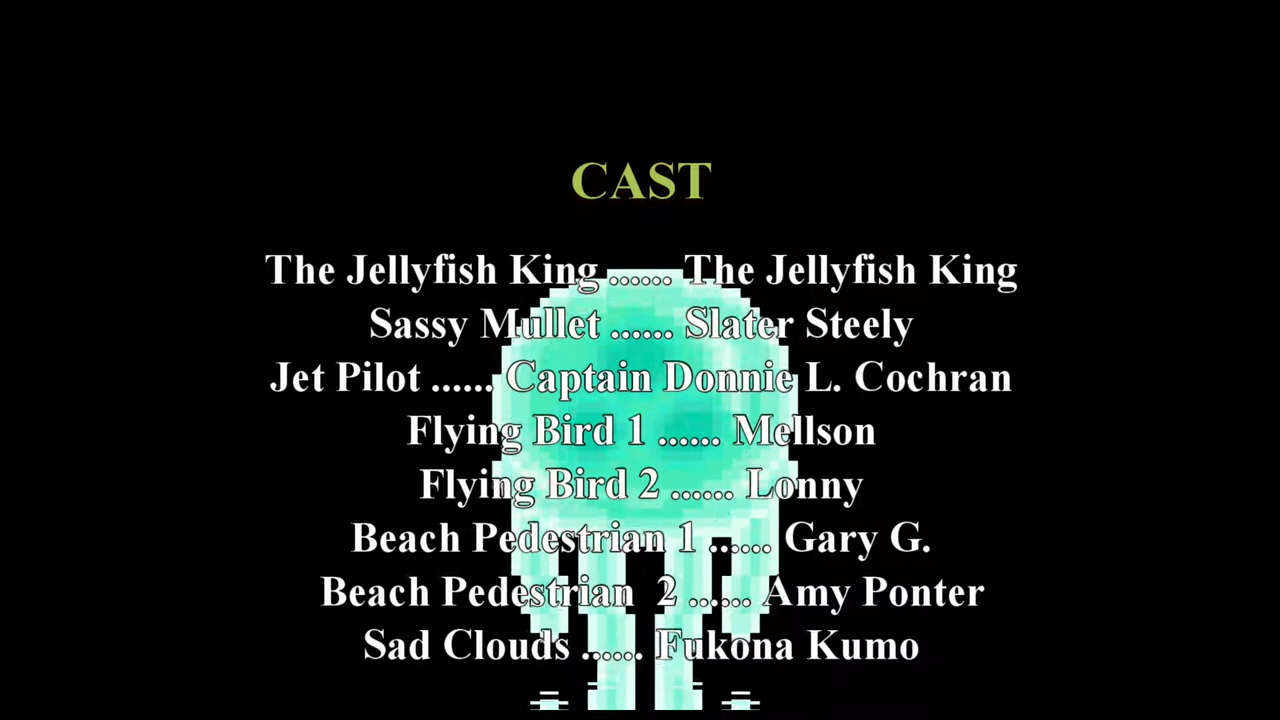 CAST
The Jellyfish King ...... The Jellyfish King
Sassy Mullet ...... Slater Steely
Jet Pilot ...... Captain Donnie L. Cochran
Flying Bird 1 ...... Mellson
Flying Bird 2 ...... Lonny
Beach Pedestrian 1 ...... Gary G.
Beach Pedestrian  2 ...... Amy Ponter
Sad Clouds ...... Fukona Kumo